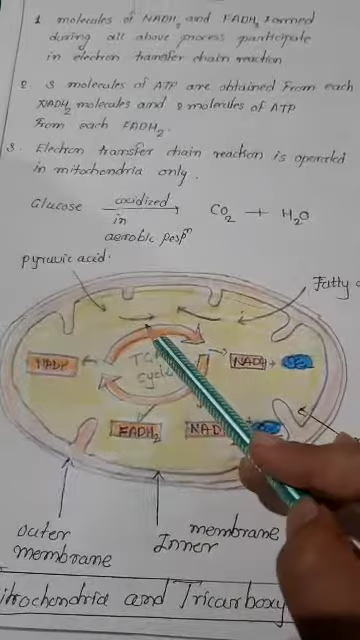 1 molecules of NADH2 and FADH2 formed
during all above process participate
in electron transfer chain reaction
2 3 molecules of ATP are obtained from each
NADH2 molecules and 2 molecules of ATP
from each FADH2.
3. Electron transfer chain reaction is operated
in mitochondria only.
Glucose oxidized in aerobic respn → CO2 + H2O
pyruvic acid.
Fatty
TCA
cycle
NADH +
FADH2
NAD
outer
membrane
Inner
membrane
itrochondria and Tricarboxy